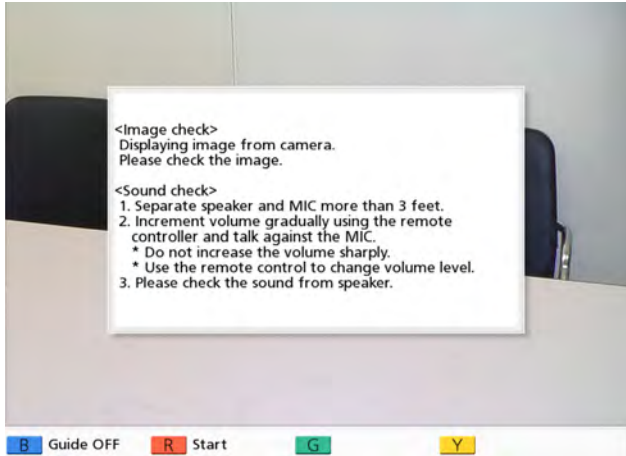 <Image check>
Displaying image from camera.
Please check the image.
<Sound check>
1. Separate speaker and MIC more than 3 feet.
2. Increment volume gradually using the remote
controller and talk against the MIC.
* Do not increase the volume sharply.
* Use the remote control to change volume level.
3. Please check the sound from speaker.
B Guide OFF R Start G Y